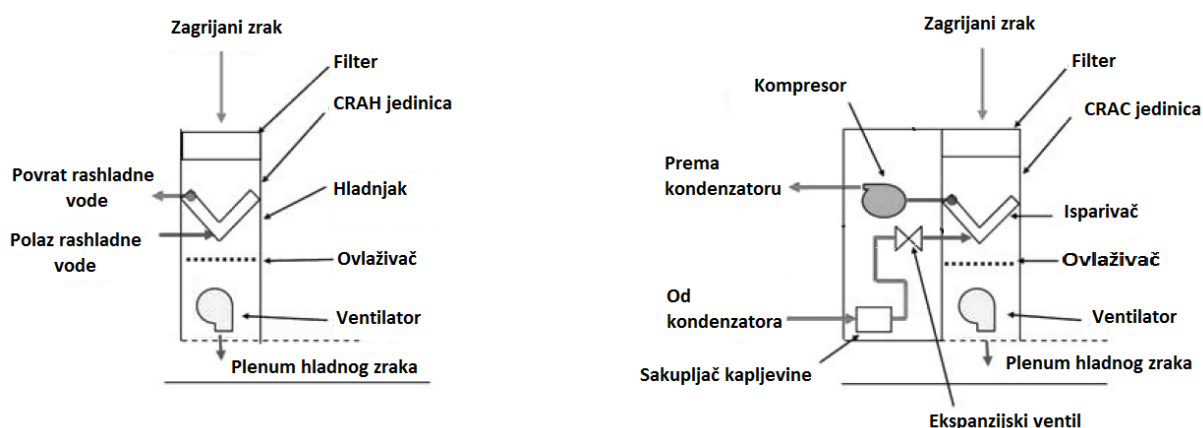 Zagrijani zrak
Filter
CRAH jedinica
Povrat rashladne
vode
Hladnjak
Polaz rashladne
vode
Ovlaživač
Ventilator
Plenum hladnog zraka
Zagrijani zrak
Filter
Kompresor
CRAC jedinica
Prema
kondenzatoru
Isparivač
Ovlaživač
Od
kondenzatora
Ventilator
Plenum hladnog zraka
Sakupljač kapljevine
Ekspanzijski ventil